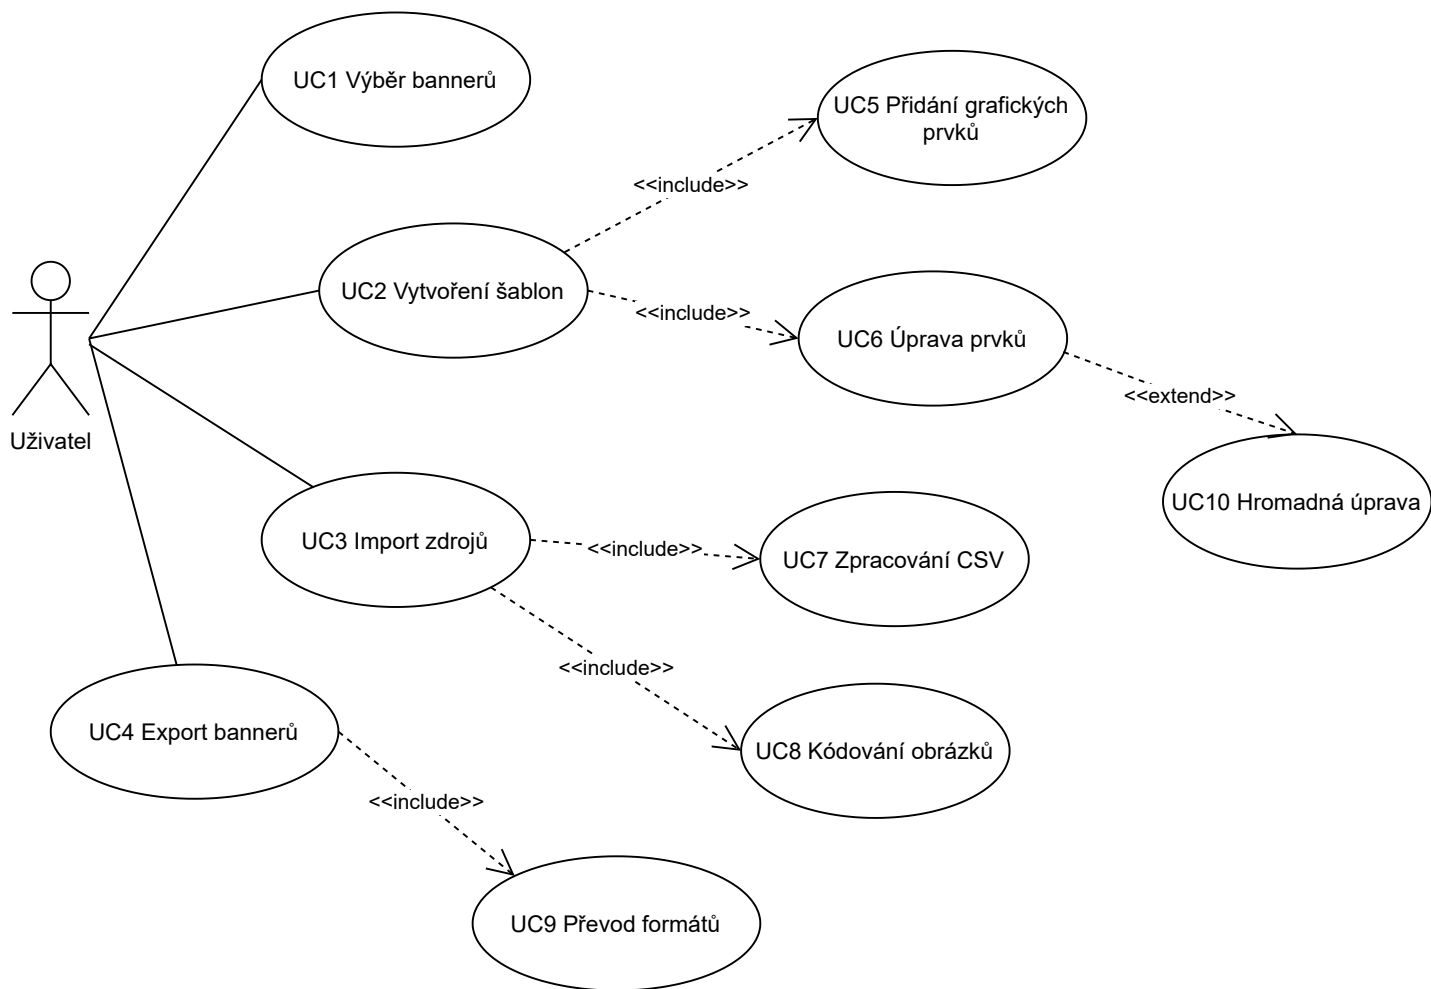 UC1 Výběr bannerů
UC5 Přidání grafických
prvků
<<include>>
UC2 Vytvoření šablon
<<include>>
UC6 Úprava prvků
<<extend>>
Uživatel
UC10 Hromadná úprava
UC3 Import zdrojů
<<include>>
UC7 Zpracování CSV
<<include>>
UC4 Export bannerů
UC8 Kódování obrázků
<<include>>
UC9 Převod formátů